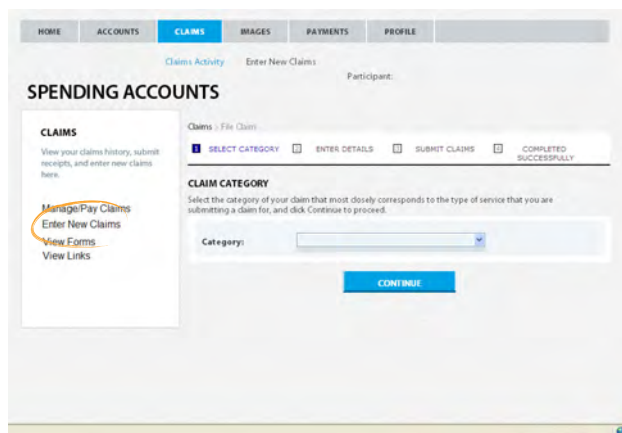 HOME ACCOUNTS CLAIMS IMAGES PAYMENTS PROFILE
Claims Activity Enter New Claims
Participant:
SPENDING ACCOUNTS
CLAIMS
View your claims history, submit
receipts, and enter new claims
here.
Manage/Pay Claims
Enter New Claims
View Forms
View Links
Claims > File Claim
1 SELECT CATEGORY 2 ENTER DETAILS 3 SUBMIT CLAIMS 4 COMPLETED
SUCCESSFULLY
CLAIM CATEGORY
Select the category of your claim that most closely corresponds to the type of service that you are
submitting a claim for, and click Continue to proceed.
Category:
CONTINUE